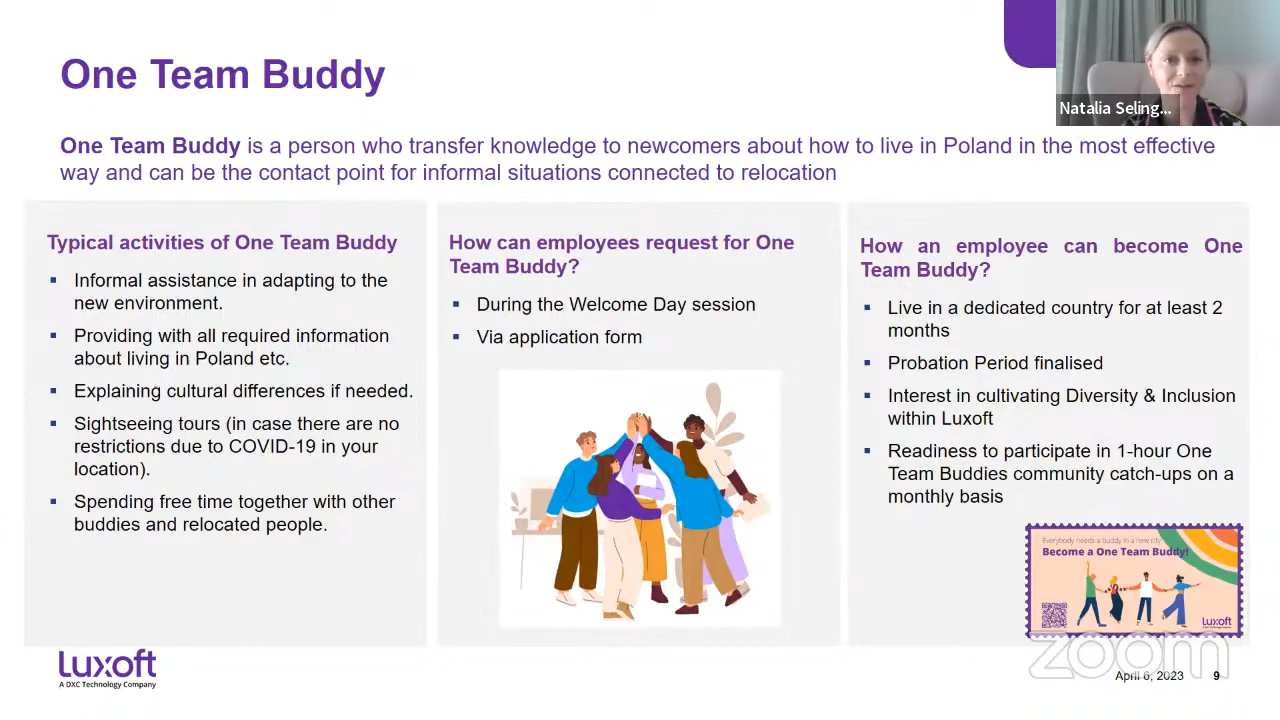 One Team Buddy
Natalia Seling...
One Team Buddy is a person who transfer knowledge to newcomers about how to live in Poland in the most effective
way and can be the contact point for informal situations connected to relocation
Typical activities of One Team Buddy
▪ Informal assistance in adapting to the
new environment.
▪ Providing with all required information
about living in Poland etc.
▪ Explaining cultural differences if needed.
▪ Sightseeing tours (in case there are no
restrictions due to COVID-19 in your
location).
▪ Spending free time together with other
buddies and relocated people.
How can employees request for One
Team Buddy?
▪ During the Welcome Day session
▪ Via application form
How an employee can become One
Team Buddy?
▪ Live in a dedicated country for at least 2
months
▪ Probation Period finalised
▪ Interest in cultivating Diversity & Inclusion
within Luxoft
▪ Readiness to participate in 1-hour One
Team Buddies community catch-ups on a
monthly basis
Everybody needs a buddy in a new city
Become a One Team Buddy!
Luxoft
Luxoft
A DXC Technology Company
zoom
April 6, 2023 9